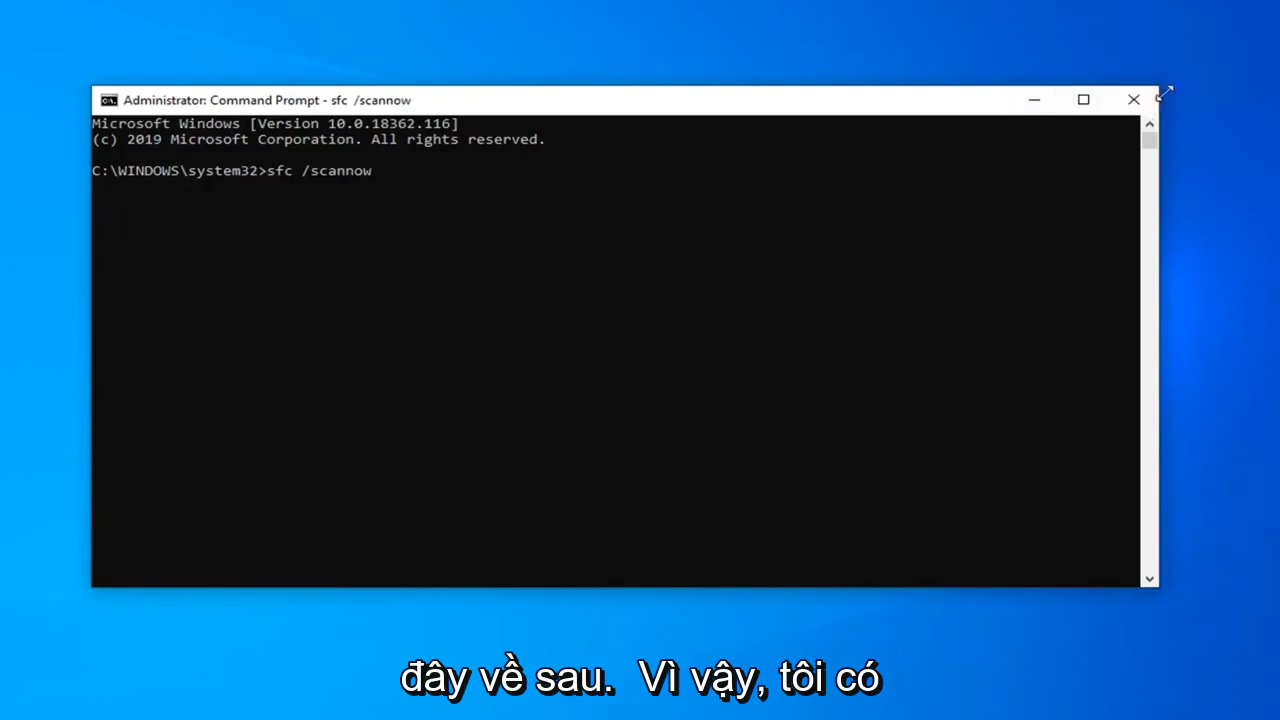 Administrator: Command Prompt - sfc /scannow
Microsoft Windows [Version 10.0.18362.116]
(c) 2019 Microsoft Corporation. All rights reserved.
C:\WINDOWS\system32>sfc /scannow
đây về sau. Vì vậy, tôi có